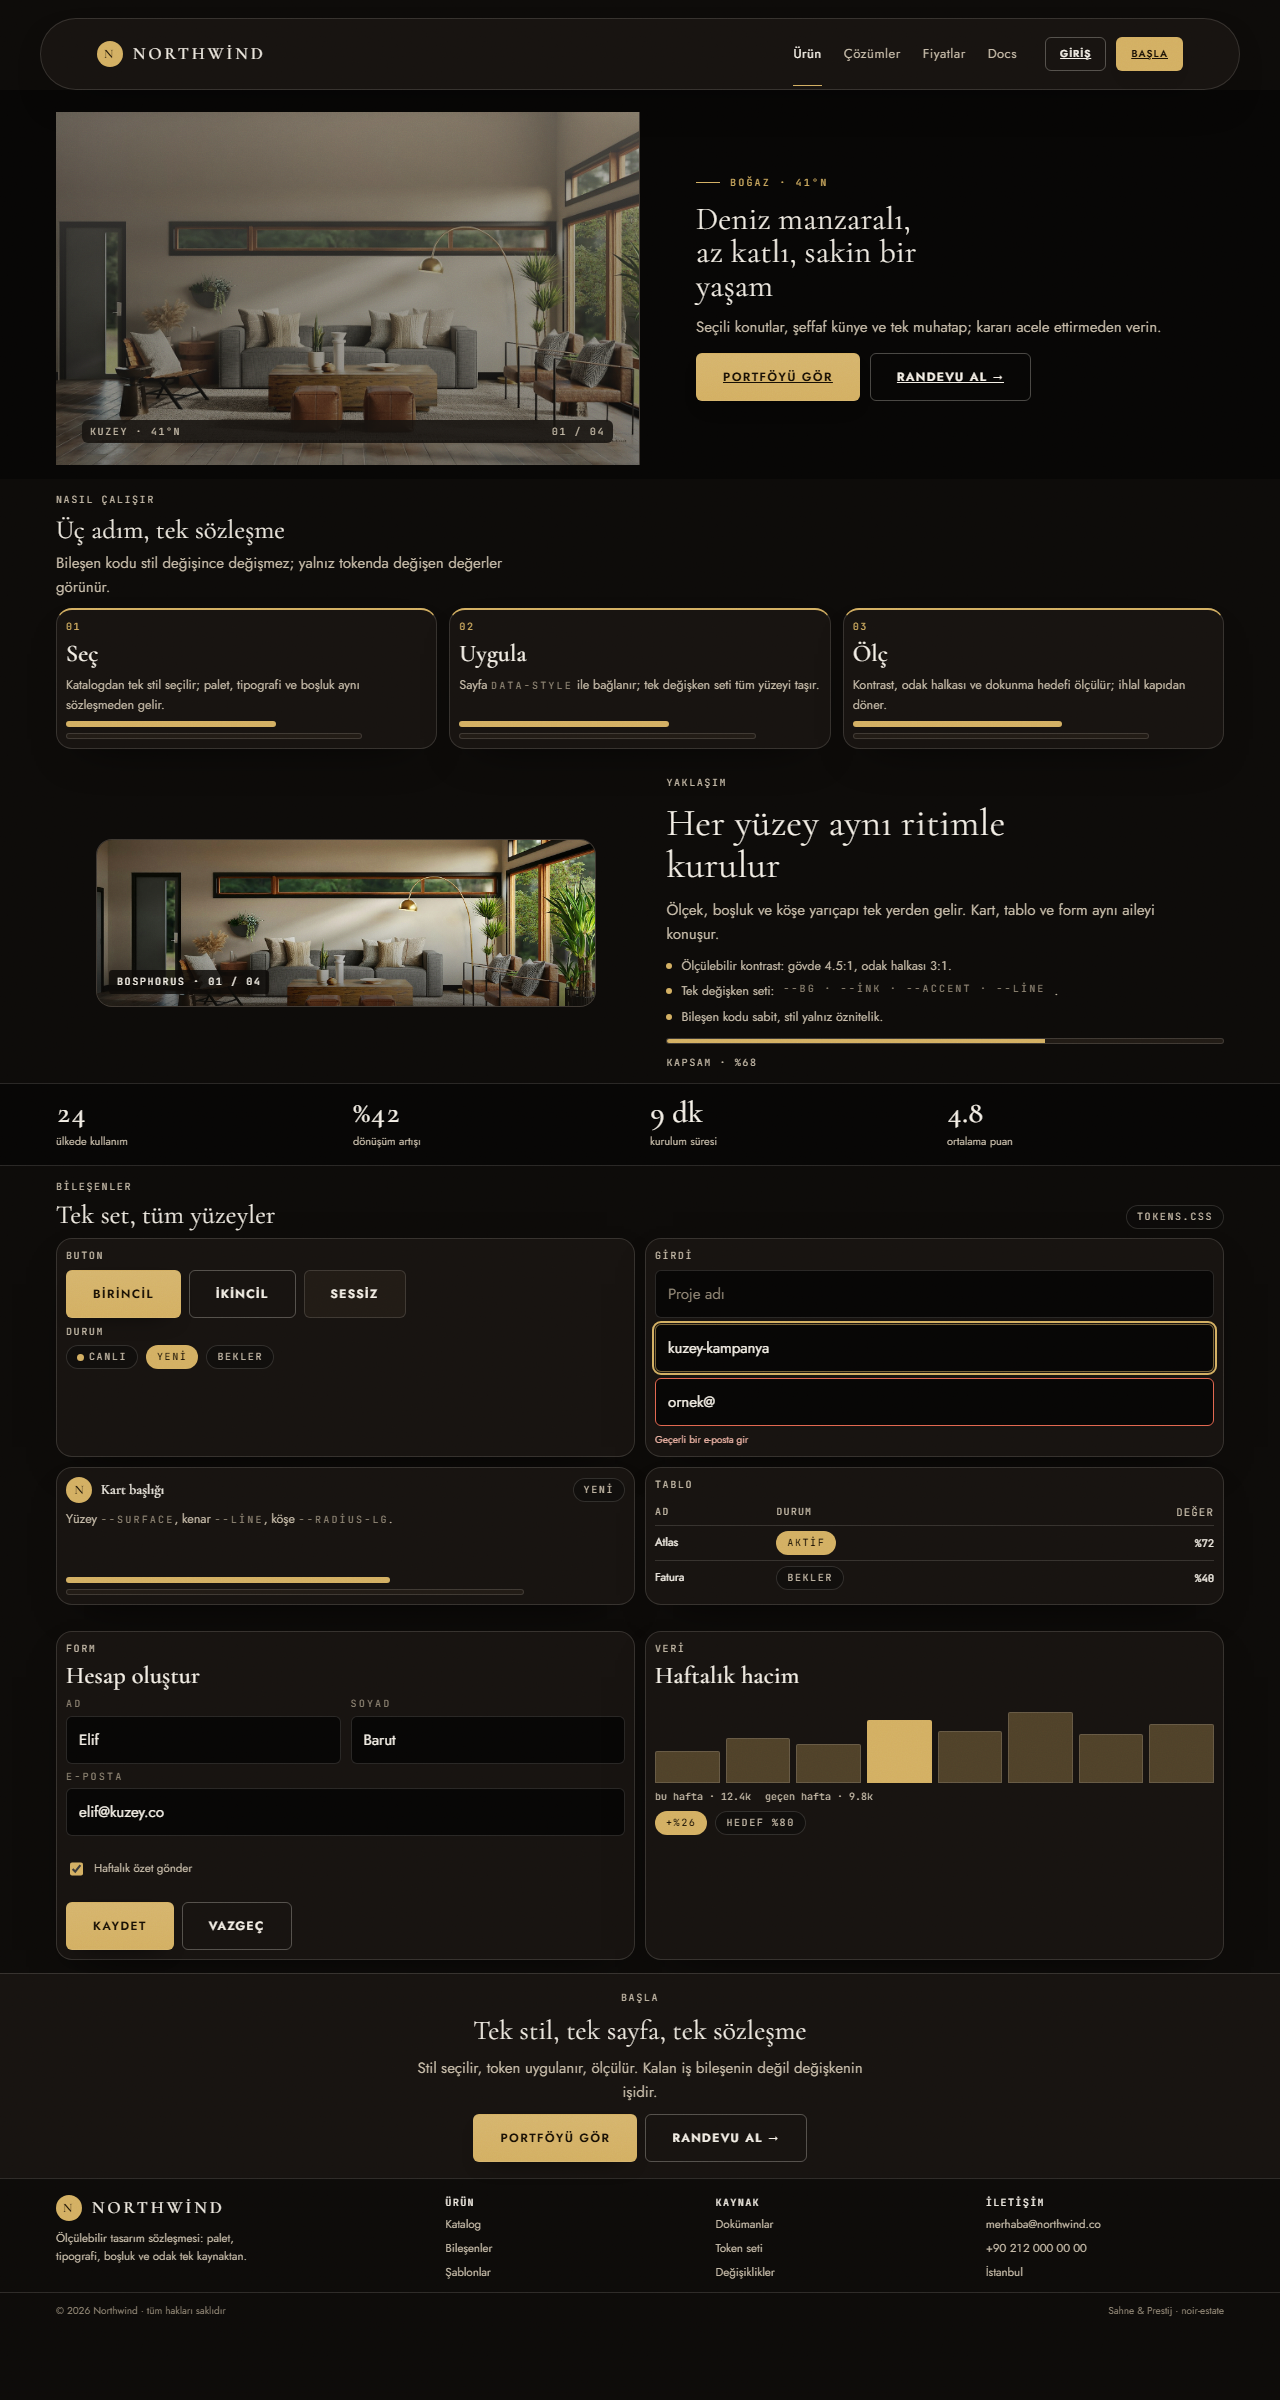 N NORTHWİND
Ürün Çözümler Fiyatlar Docs GİRİŞ BAŞLA
BOĞAZ · 41°N
Deniz manzaralı,
az katlı, sakin bir
yaşam
Seçili konutlar, şeffaf künye ve tek muhatap; kararı acele ettirmeden verin.
PORTFÖYÜ GÖR RANDEVU AL →
KUZEY · 41°N 01 / 04
NASIL ÇALIŞIR
Üç adım, tek sözleşme
Bileşen kodu stil değişince değişmez; yalnız tokenda değişen değerler
görünür.
01
Seç
Katalogdan tek stil seçilir; palet, tipografi ve boşluk aynı
sözleşmeden gelir.
02
Uygula
Sayfa DATA-STYLE ile bağlanır; tek değişken seti tüm yüzeyi taşır.
03
Ölç
Kontrast, odak halkası ve dokunma hedefi ölçülür; ihlal kapıdan
döner.
BOSPHORUS · 01 / 04
YAKLAŞIM
Her yüzey aynı ritimle
kurulur
Ölçek, boşluk ve köşe yarıçapı tek yerden gelir. Kart, tablo ve form aynı aileyi
konuşur.
Ölçülebilir kontrast: gövde 4.5:1, odak halkası 3:1.
Tek değişken seti: --BG · --İNK · --ACCENT · --LİNE .
Bileşen kodu sabit, stil yalnız öznitelik.
KAPSAM · %68
24
ülkede kullanım
%42
dönüşüm artışı
9 dk
kurulum süresi
4.8
ortalama puan
BİLEŞENLER
Tek set, tüm yüzeyler
TOKENS.CSS
BUTON
BİRİNCİL İKİNCİL SESSİZ
DURUM
CANLI YENİ BEKLER
GİRDİ
Proje adı
kuzey-kampanya
ornek@
Geçerli bir e-posta gir
N Kart başlığı YENİ
Yüzey --SURFACE, kenar --LİNE, köşe --RADİUS-LG.
TABLO
AD DURUM DEĞER
Atlas AKTİF %72
Fatura BEKLER %40
FORM
Hesap oluştur
AD SOYAD
Elif Barut
E-POSTA
elif@kuzey.co
Haftalık özet gönder
KAYDET VAZGEÇ
VERİ
Haftalık hacim
bu hafta · 12.4k geçen hafta · 9.8k
+%26 HEDEF %80
BAŞLA
Tek stil, tek sayfa, tek sözleşme
Stil seçilir, token uygulanır, ölçülür. Kalan iş bileşenin değil değişkenin
işidir.
PORTFÖYÜ GÖR RANDEVU AL →
N NORTHWİND
Ölçülebilir tasarım sözleşmesi: palet,
tipografi, boşluk ve odak tek kaynaktan.
ÜRÜN
Katalog
Bileşenler
Şablonlar
KAYNAK
Dokümanlar
Token seti
Değişiklikler
İLETİŞİM
merhaba@northwind.co
+90 212 000 00 00
İstanbul
© 2026 Northwind · tüm hakları saklıdır
Sahne & Prestij · noir-estate